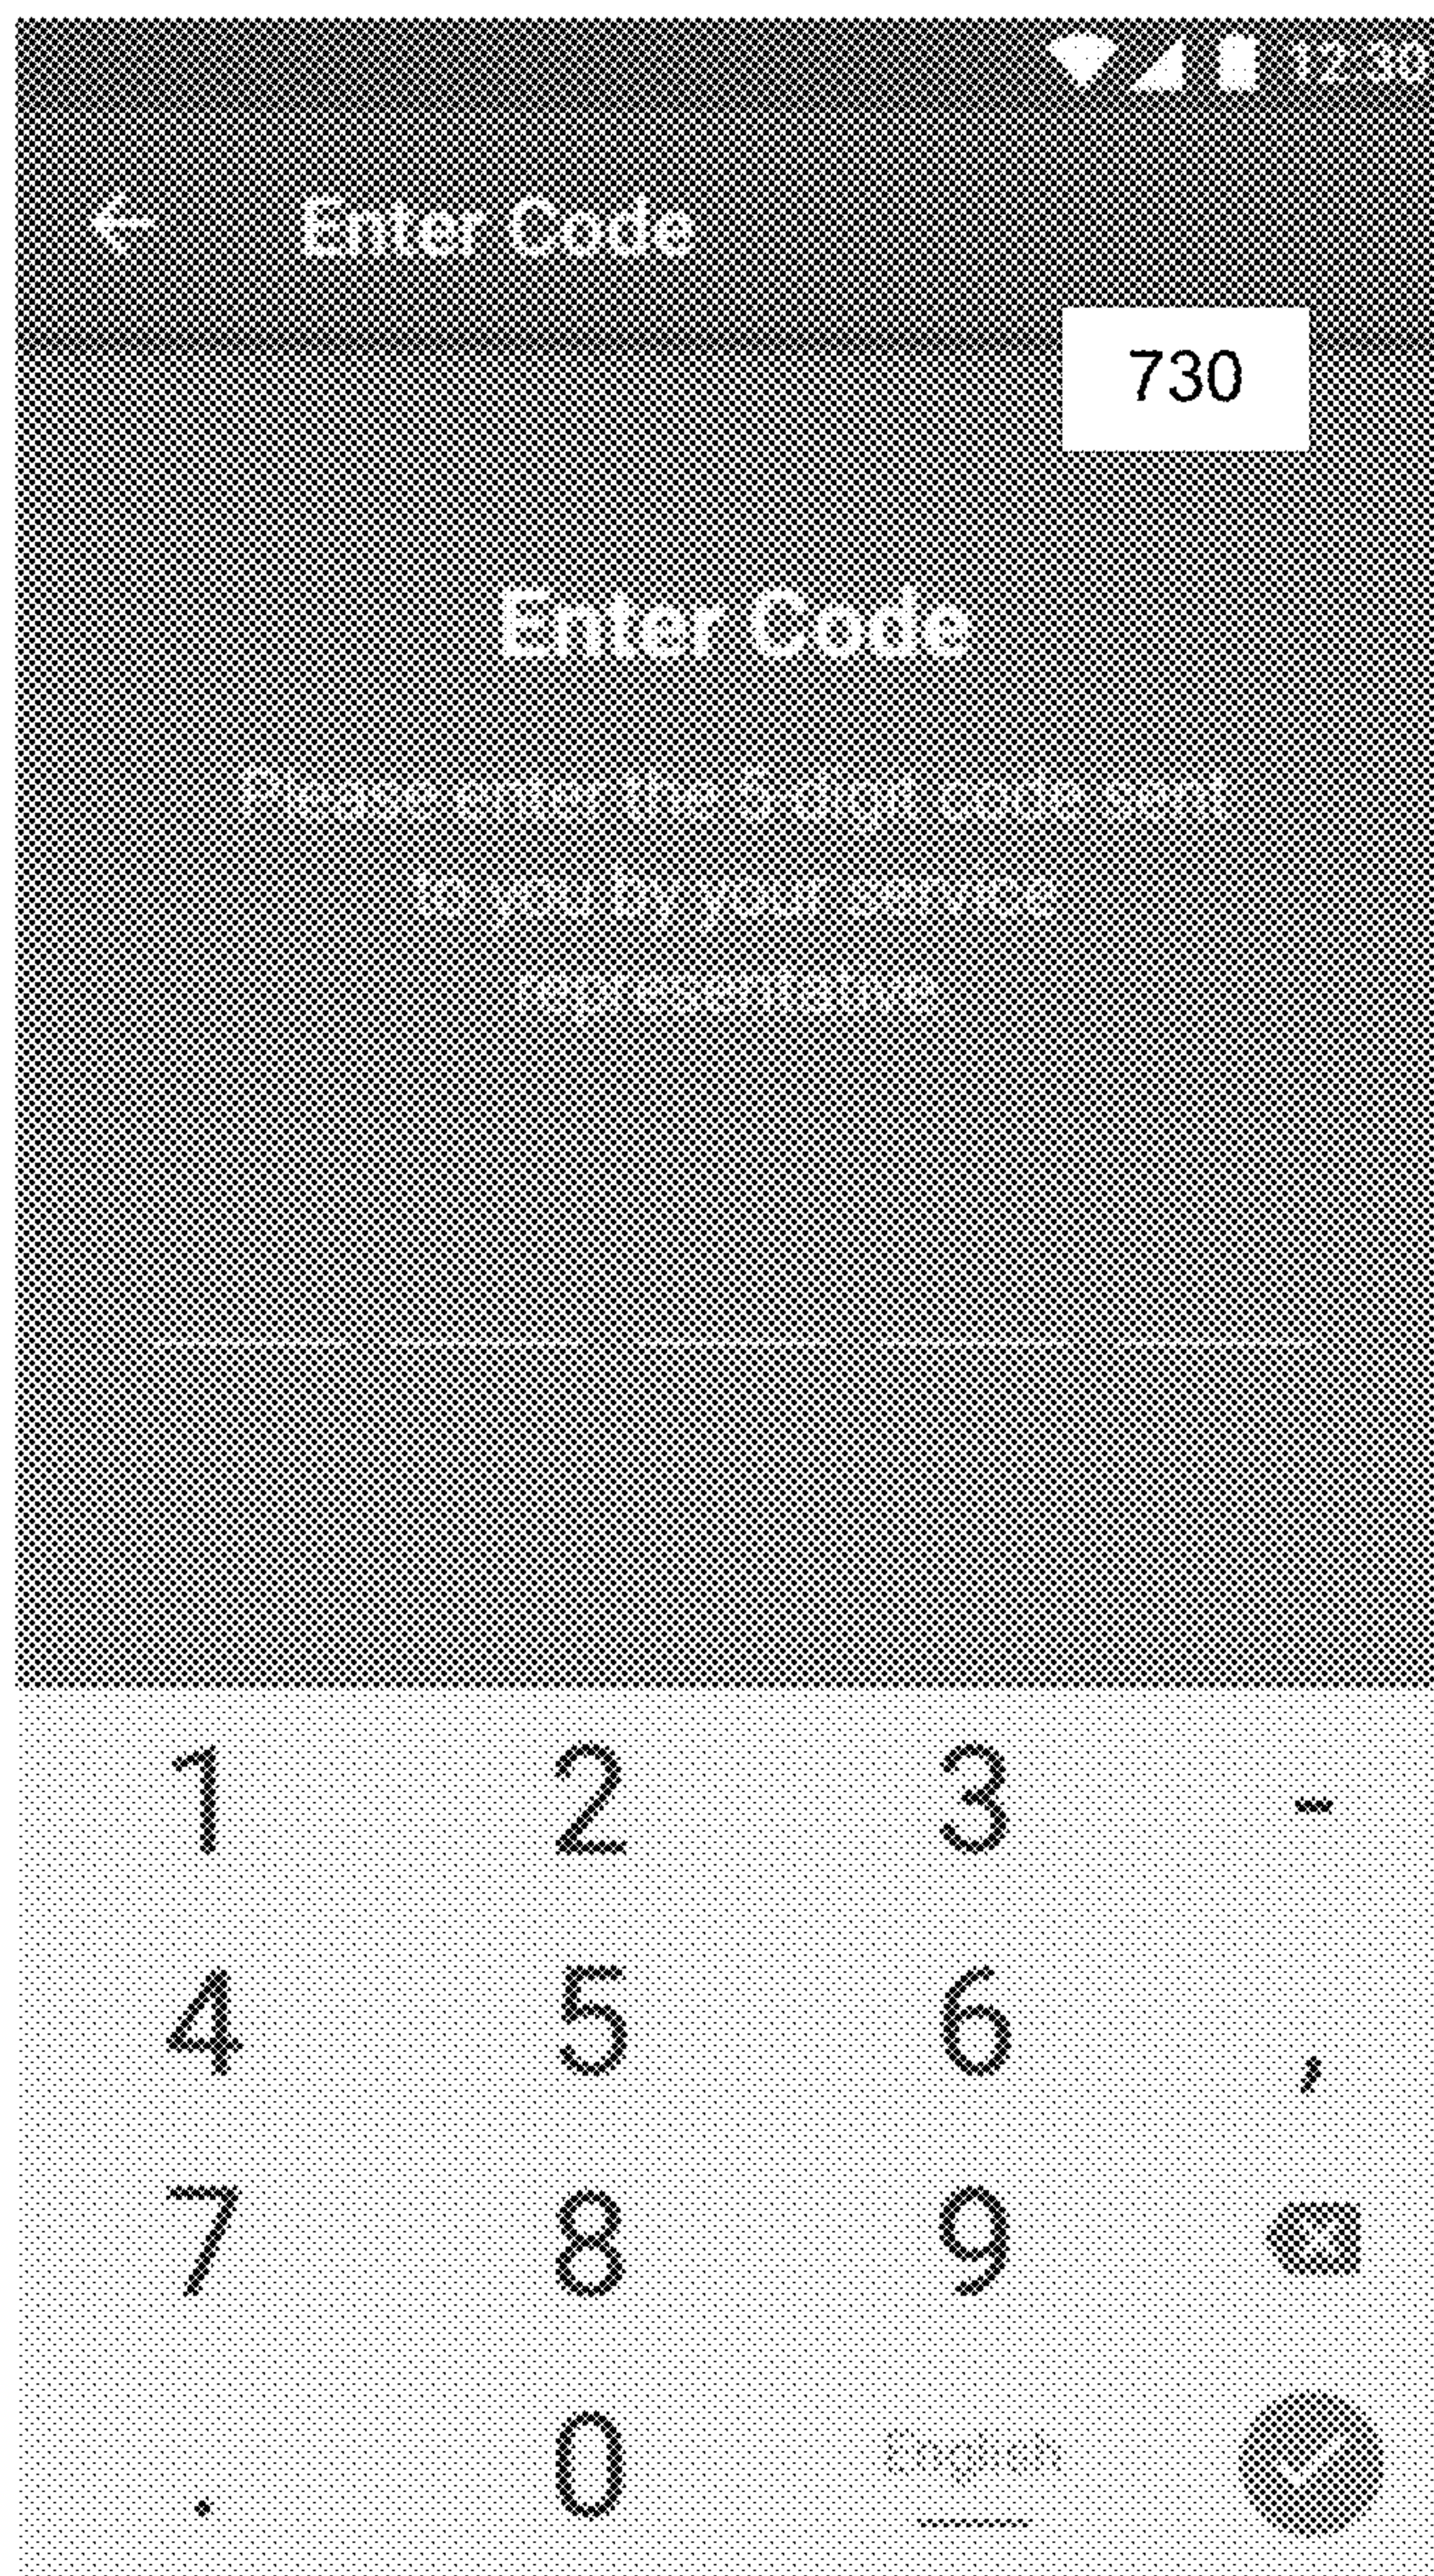 12:30
Enter Code
730
Enter Code
Please enter the 5-digit code sent
to you by your service
representative.
1 2 3 -
4 5 6 ,
7 8 9
. 0 English